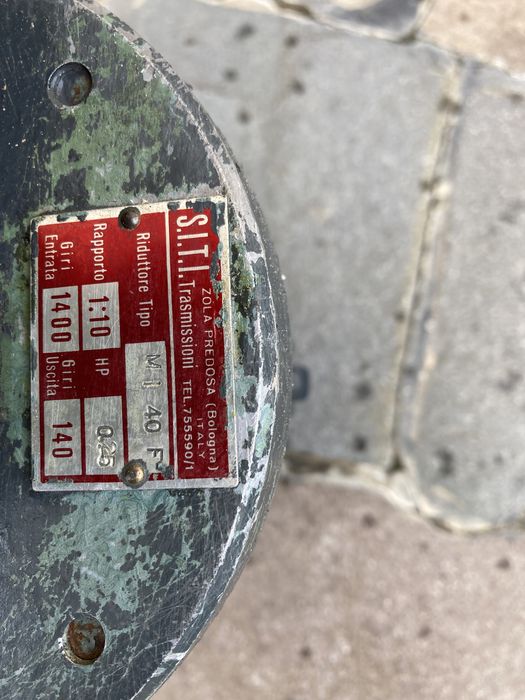 S.I.T.I. Trasmissioni
ZOLA PREDOSA (Bologna)
ITALY
TEL. 755590/1
Riduttore Tipo M I 40 F
Rapporto 1:10 HP 0,25
Giri Entrata 1400 Giri Uscita 140